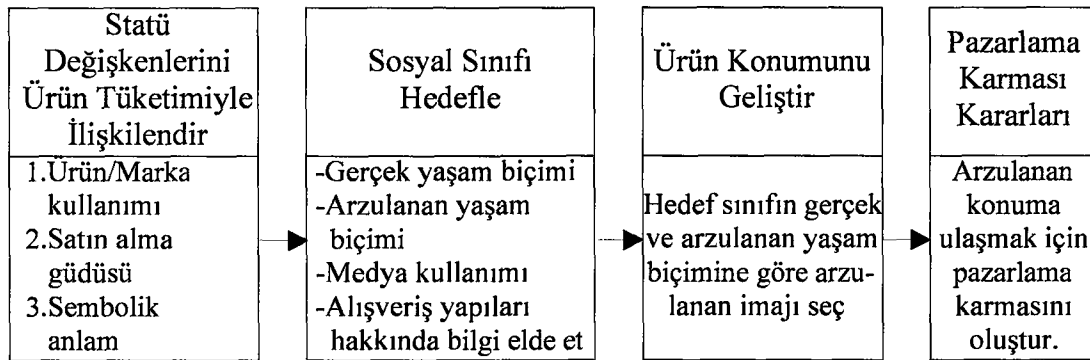 Statü
Değişkenlerini
Ürün Tüketimiyle
İlişkilendir
1.Ürün/Marka
kullanımı
2.Satın alma
güdüsü
3.Sembolik
anlam
Sosyal Sınıfı
Hedefle
-Gerçek yaşam biçimi
-Arzulanan yaşam
biçimi
-Medya kullanımı
-Alışveriş yapıları
hakkında bilgi elde et
Ürün Konumunu
Geliştir
Hedef sınıfın gerçek
ve arzulanan yaşam
biçimine göre arzu-
lanan imajı seç
Pazarlama
Karması
Kararları
Arzulanan
konuma
ulaşmak için
pazarlama
karmasını
oluştur.